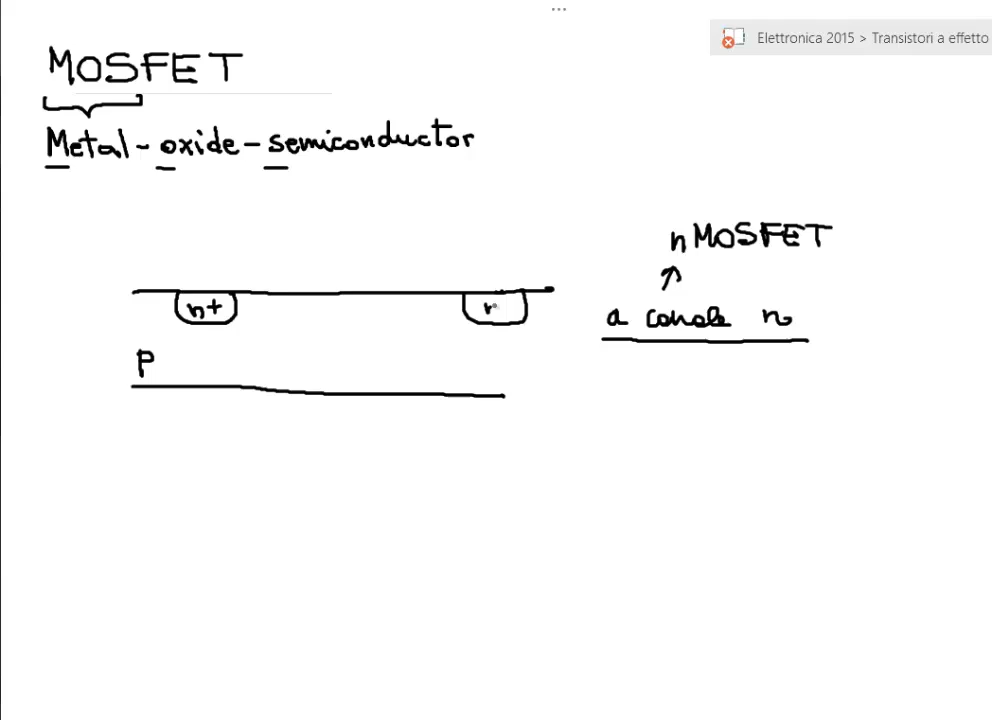 Elettronica 2015 > Transistori a effetto
MOSFET
Metal-oxide-semiconductor
nMOSFET
a canale n
n+
P